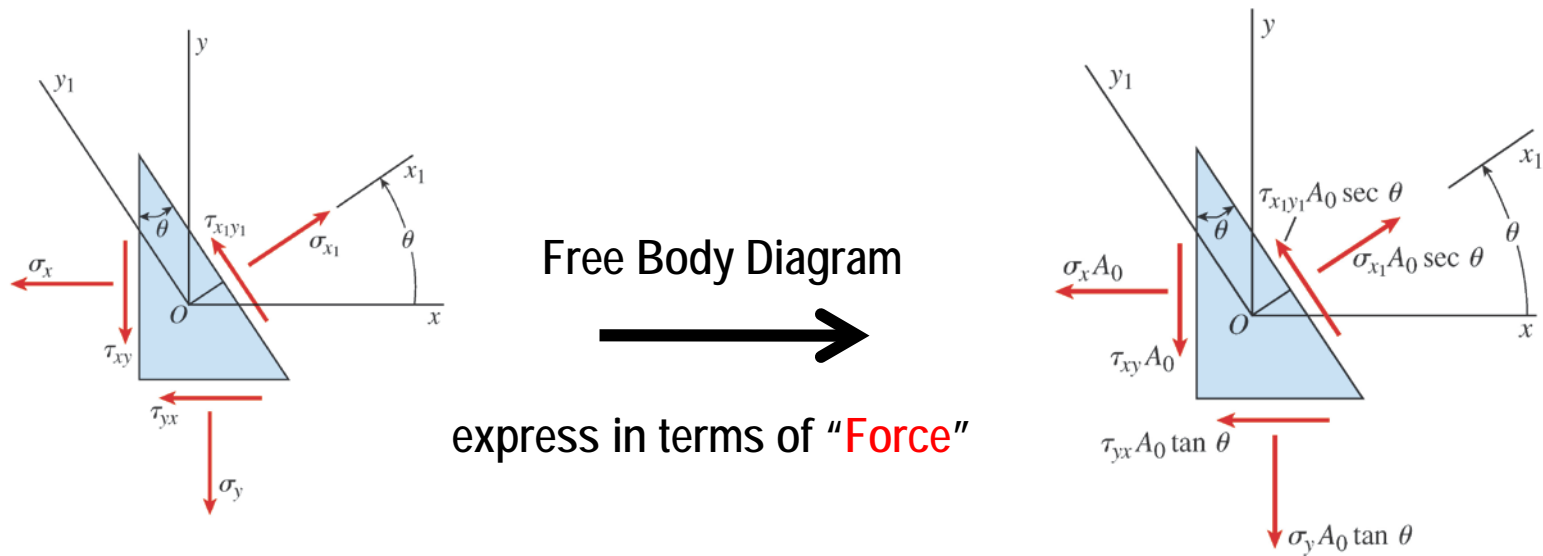 y
y₁
x₁
θ
τx₁y₁
σx₁
θ
σx
O
x
τxy
τyx
σy
Free Body Diagram
express in terms of “Force”
y
y₁
x₁
τx₁y₁A₀ sec θ
θ
θ
σx₁A₀ sec θ
σxA₀
O
x
τxyA₀
τyxA₀ tan θ
σyA₀ tan θ